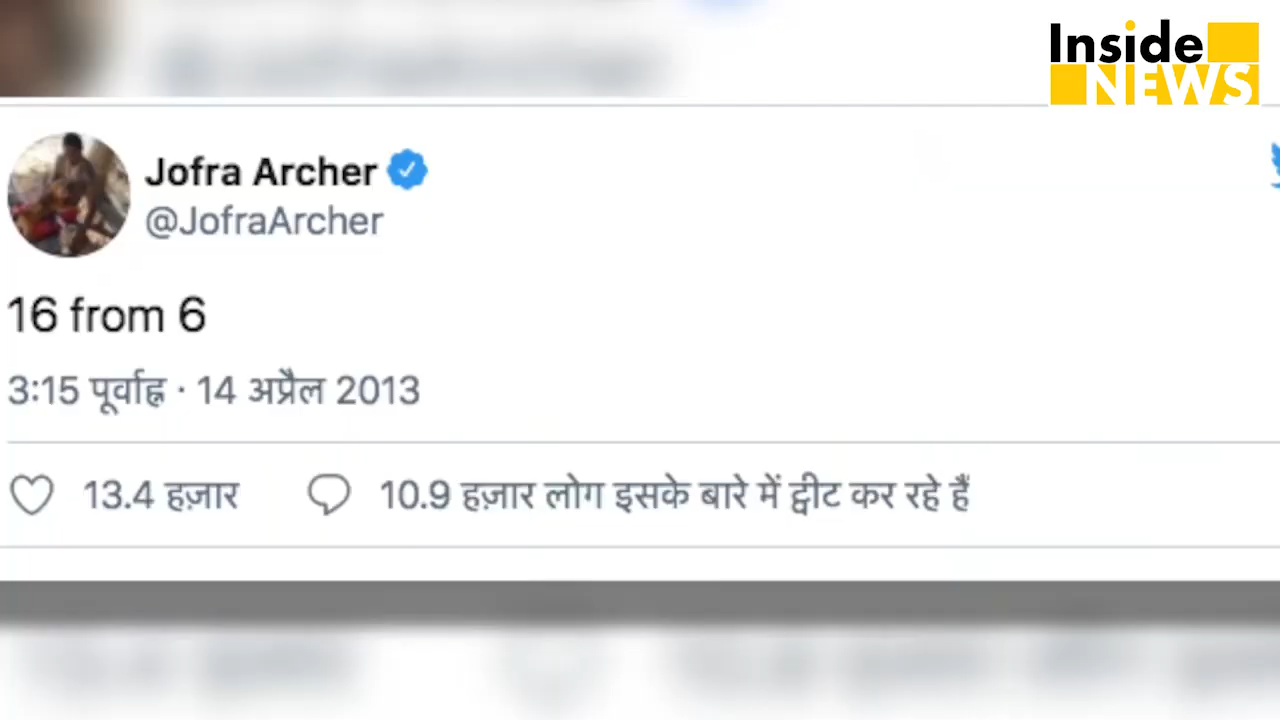 Inside
NEWS
Jofra Archer
@JofraArcher
16 from 6
3:15 पूर्वाह्न · 14 अप्रैल 2013
13.4 हज़ार 10.9 हज़ार लोग इसके बारे में ट्वीट कर रहे हैं